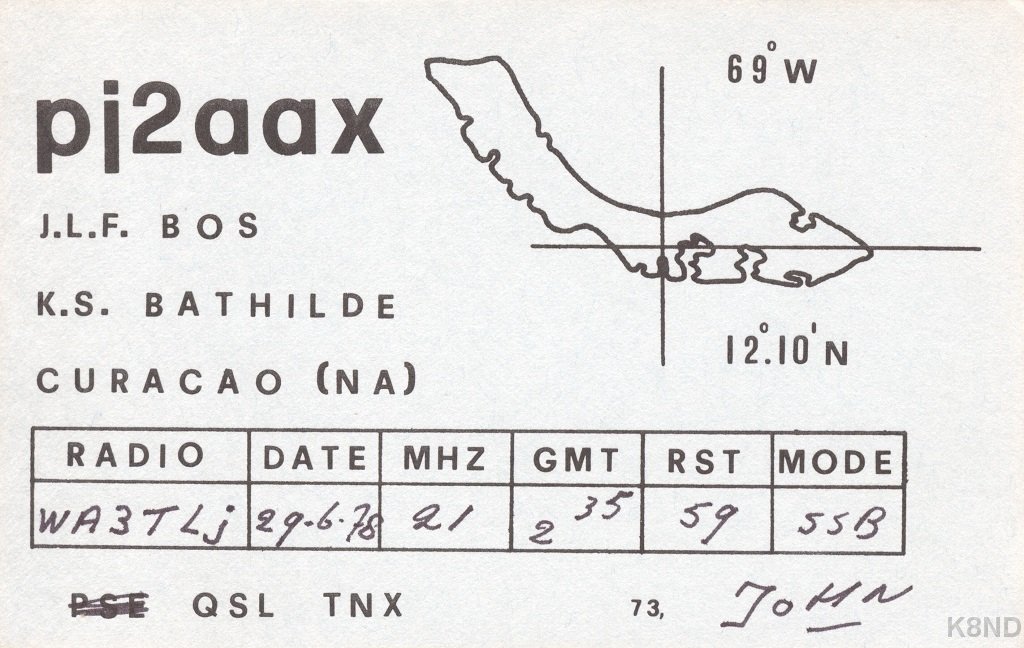 69° W
pj2aax
J.L.F. BOS
K.S. BATHILDE
12°.10' N
CURACAO (NA)
RADIO DATE MHZ GMT RST MODE
WA3TLj 29-6-78 21 2 35 59 SSB
PSE QSL TNX 73, JOHN
K8ND